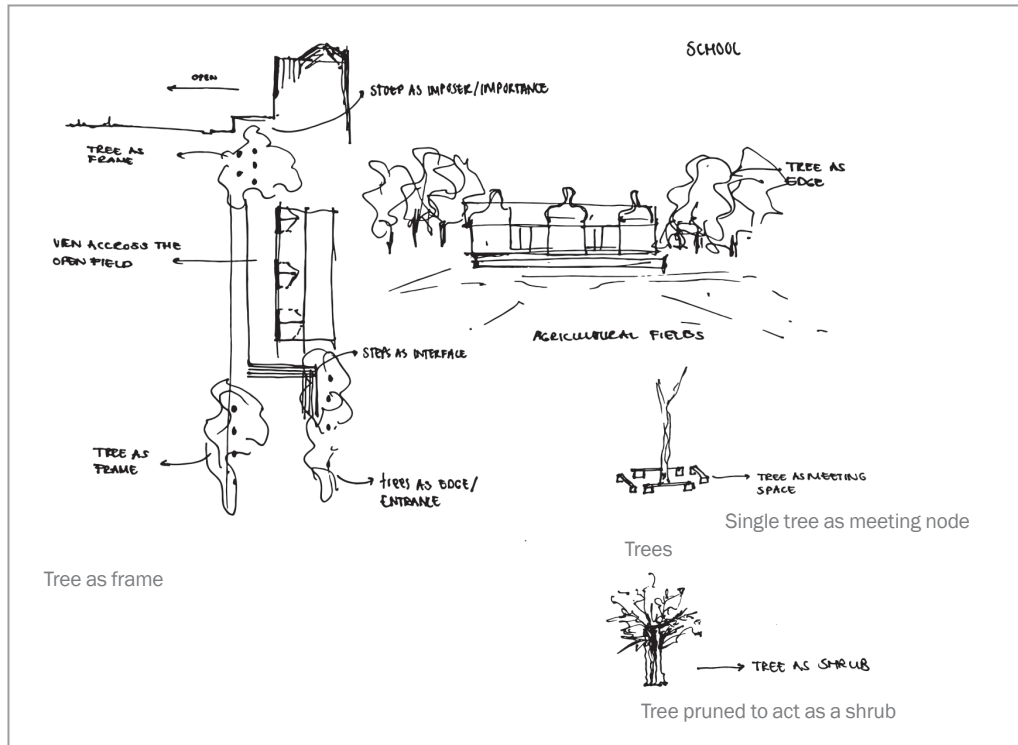 SCHOOL
OPEN
STOEP AS IMPOSER/IMPORTANCE
TREE AS
FRAME
TREE AS
EDGE
VEIW ACCROSS THE
OPEN FIELD
AGRICULTURAL FIELDS
STEPS AS INTERFACE
TREE AS
FRAME
TREES AS EDGE/
ENTRANCE
TREE AS MEETING
SPACE
Single tree as meeting node
Trees
Tree as frame
TREE AS SHRUB
Tree pruned to act as a shrub